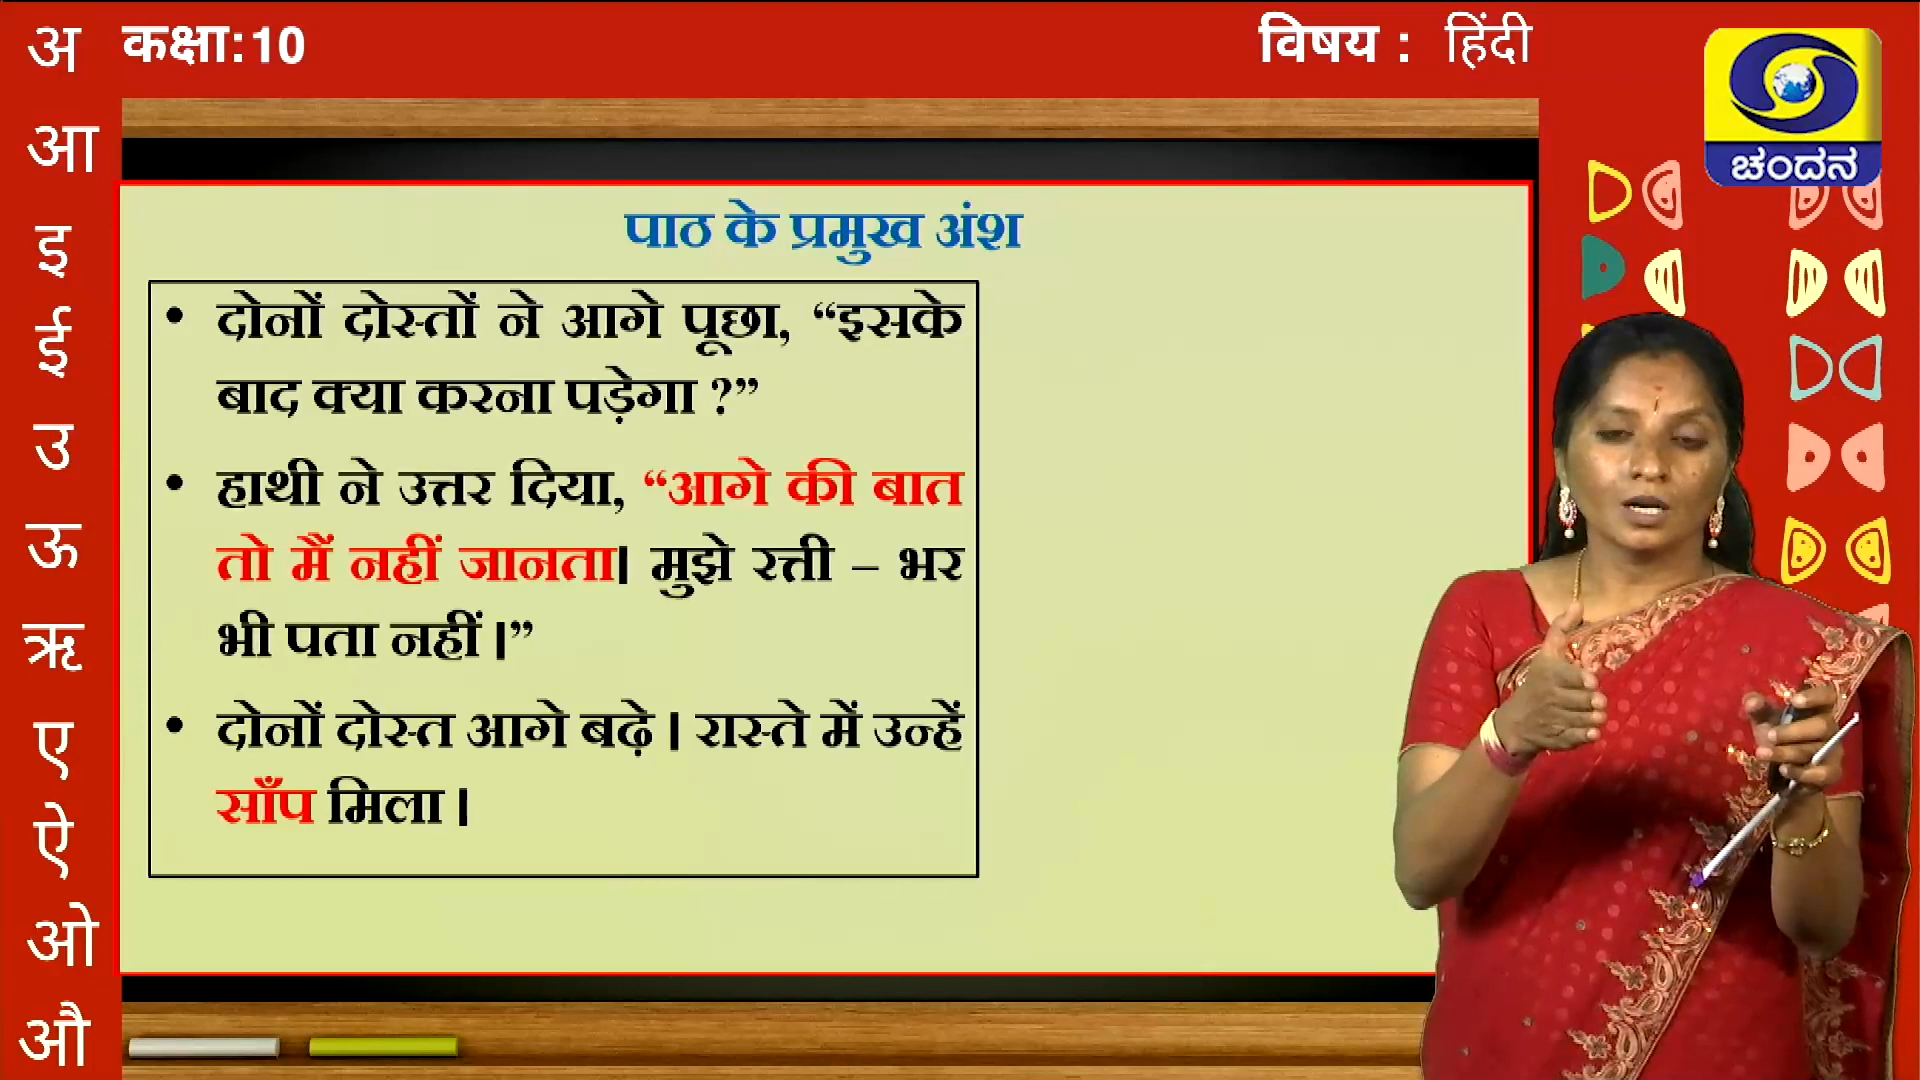 कक्षा:10
विषय : हिंदी
ಚಂದನ
अ
आ
इ
ई
उ
ऊ
ऋ
ए
ऐ
ओ
औ
पाठ के प्रमुख अंश
• दोनों दोस्तों ने आगे पूछा, “इसके
बाद क्या करना पड़ेगा ?”
• हाथी ने उत्तर दिया, “आगे की बात
तो मैं नहीं जानता। मुझे रत्ती – भर
भी पता नहीं।”
• दोनों दोस्त आगे बढ़े। रास्ते में उन्हें
साँप मिला।